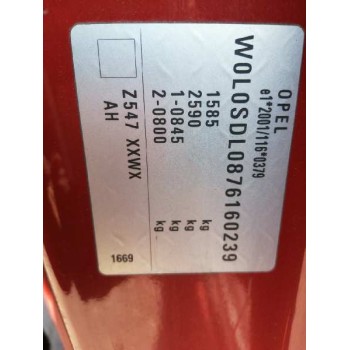 OPEL
e1*2001/116*0379
W0L0SDL0876160239
1585 kg
2590 kg
1-0845 kg
2-0800 kg
Z547 XXWX
AH
1669